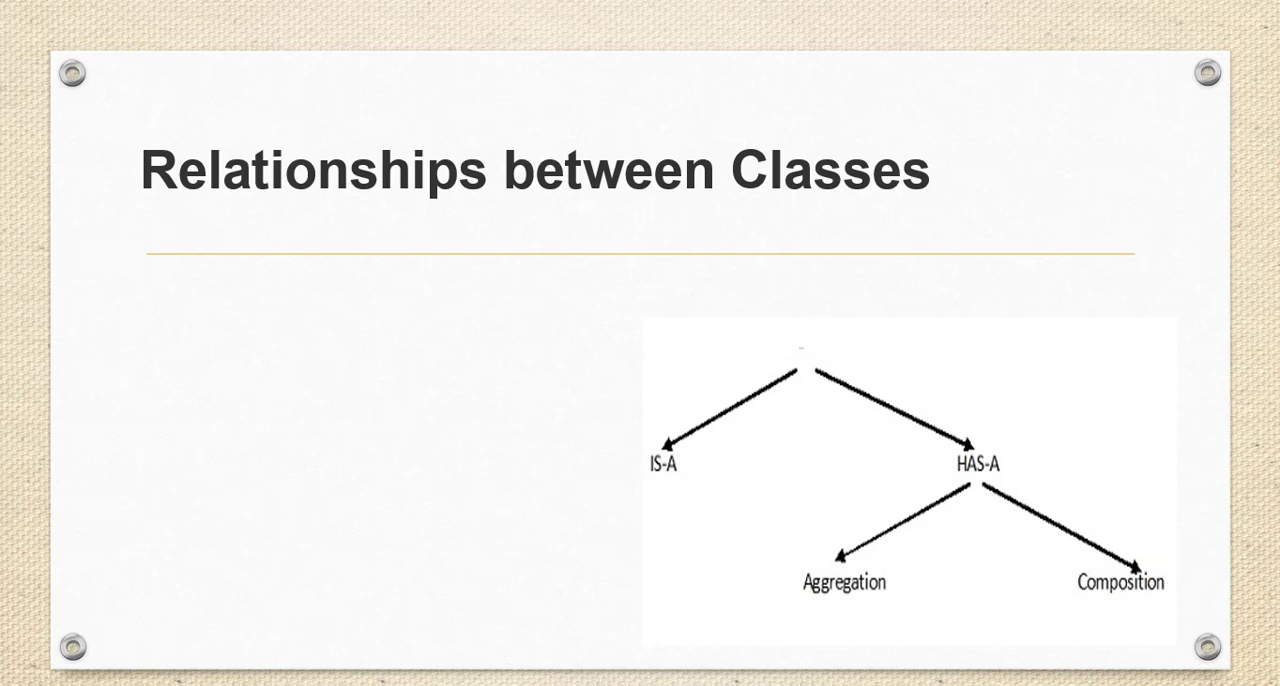 Relationships between Classes
IS-A
HAS-A
Aggregation
Composition